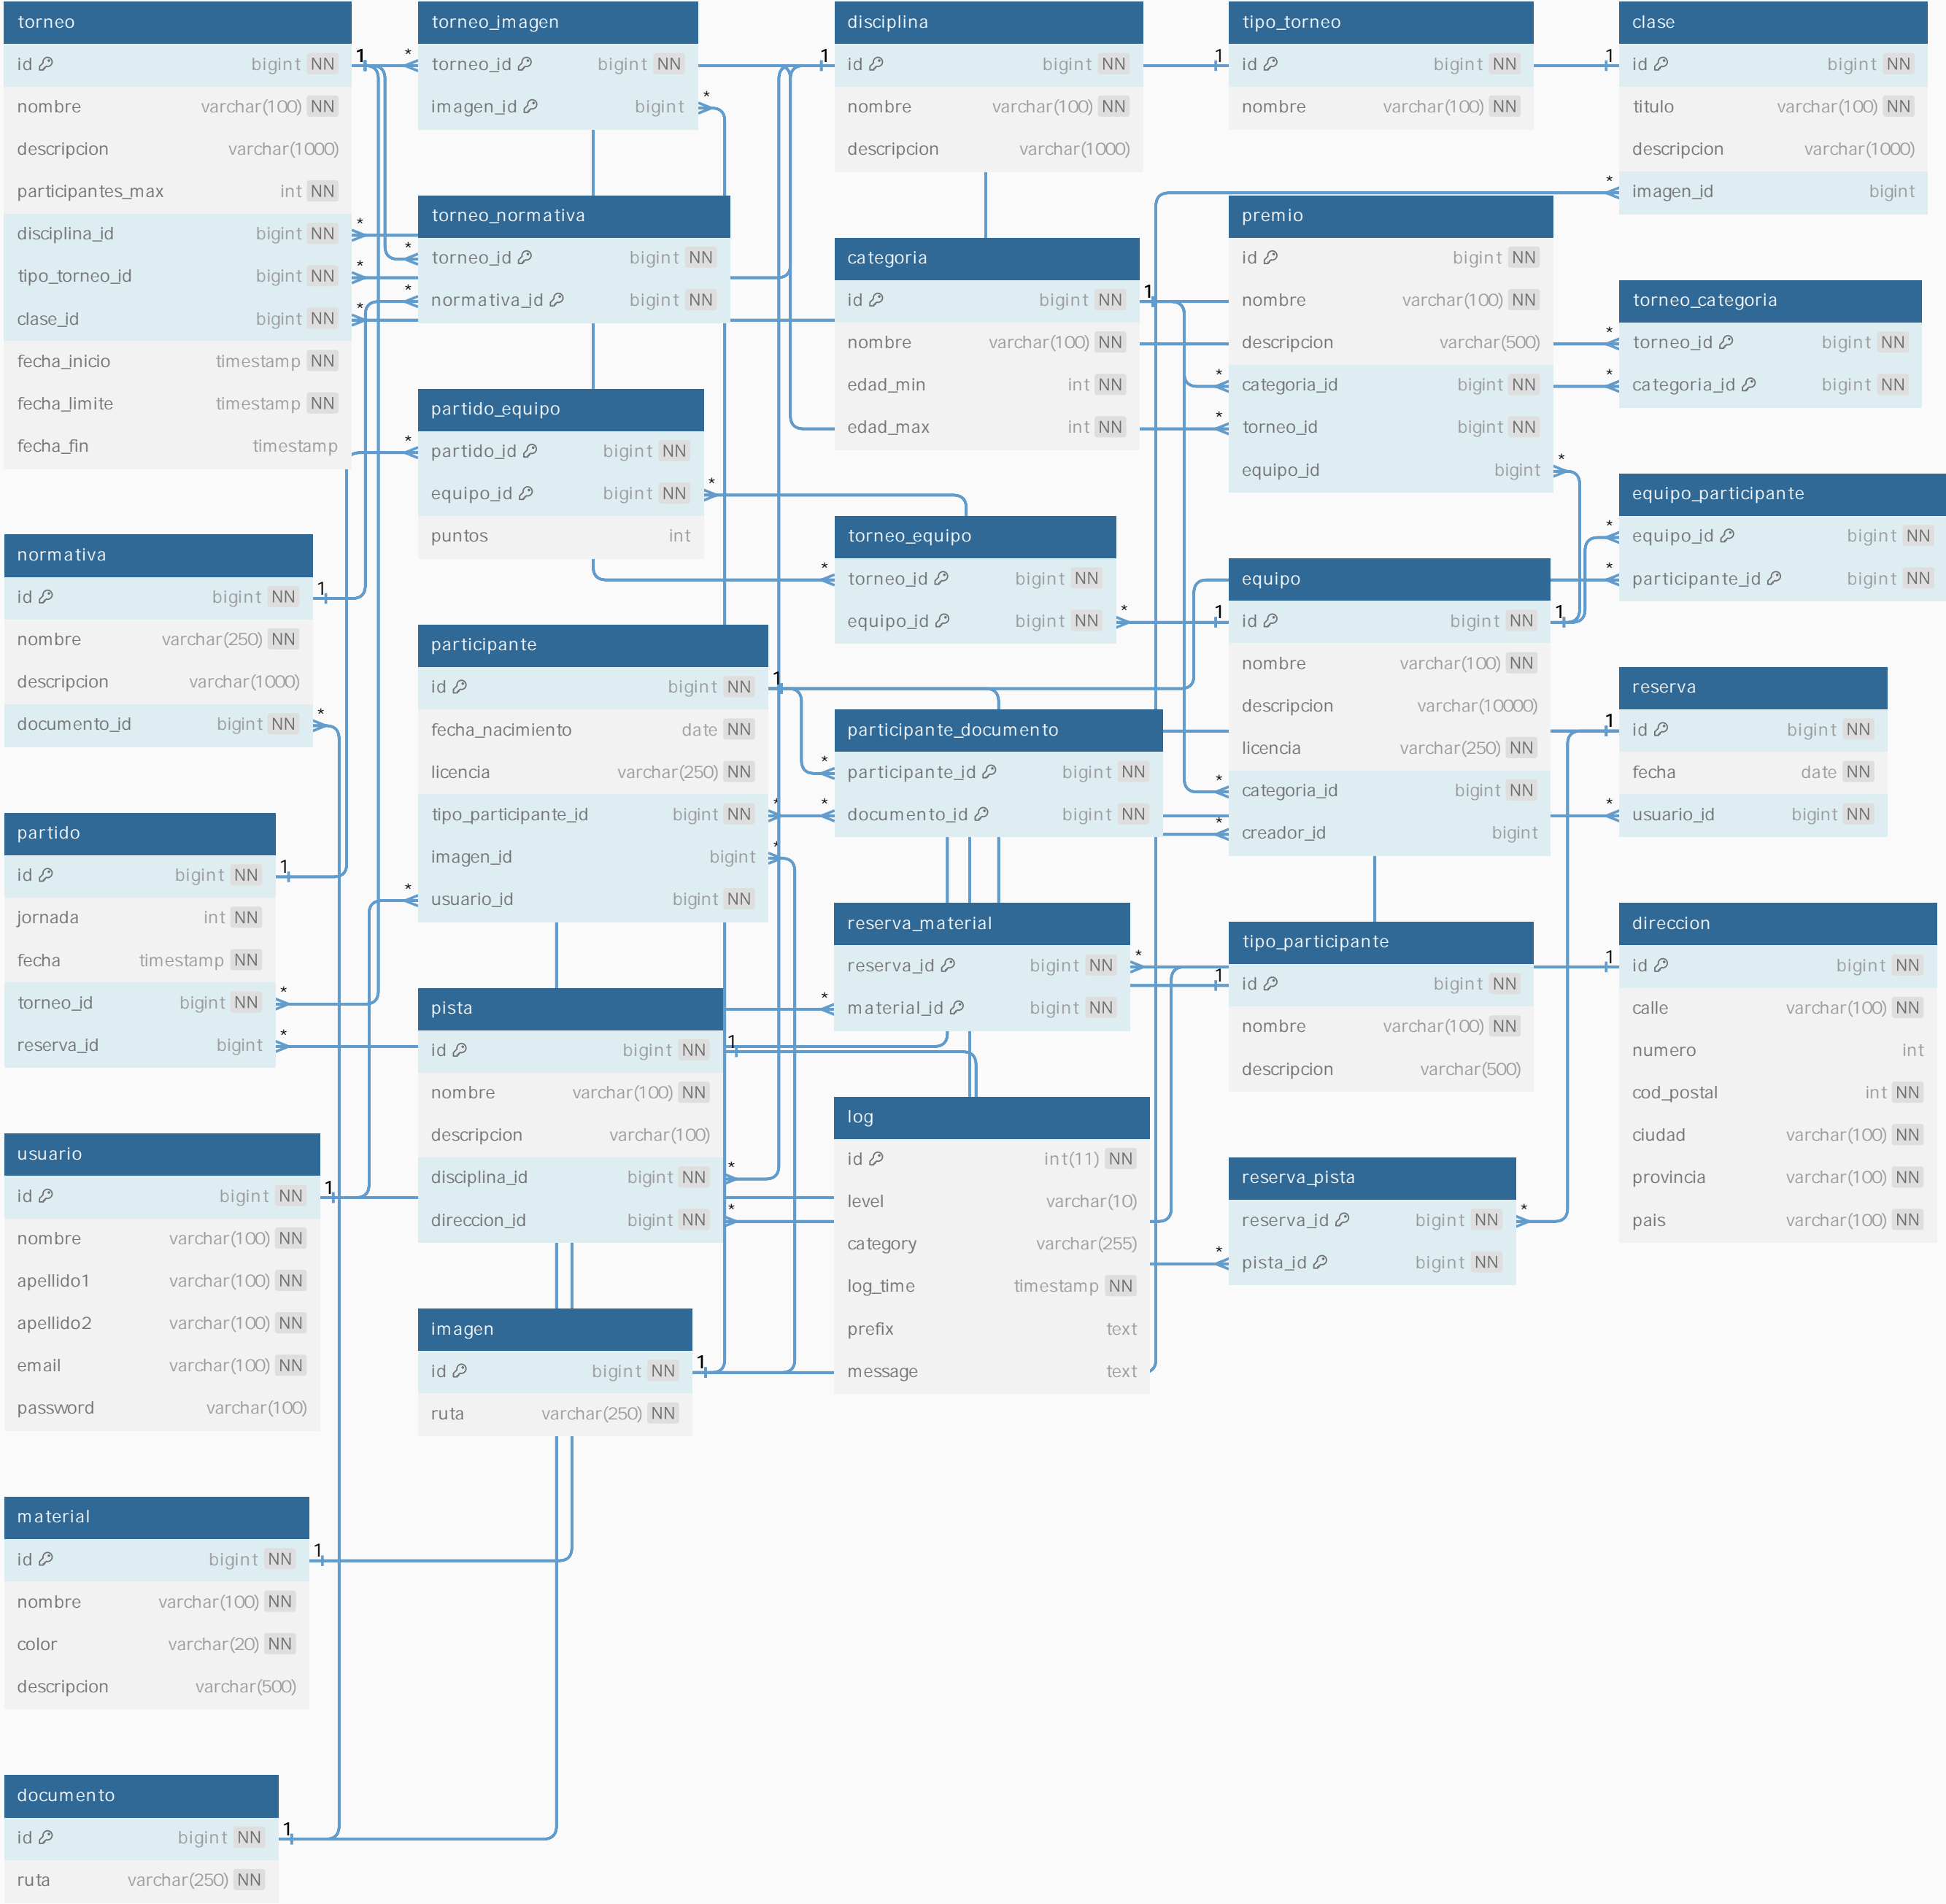 torneo
id bigint NN
nombre varchar(100) NN
descripcion varchar(1000)
participantes_max int NN
disciplina_id bigint NN
tipo_torneo_id bigint NN
clase_id bigint NN
fecha_inicio timestamp NN
fecha_limite timestamp NN
fecha_fin timestamp
1
*
*
*
normativa
id bigint NN
nombre varchar(250) NN
descripcion varchar(1000)
documento_id bigint NN
1
*
partido
id bigint NN
jornada int NN
fecha timestamp NN
torneo_id bigint NN
reserva_id bigint
1
*
*
usuario
id bigint NN
nombre varchar(100) NN
apellido1 varchar(100) NN
apellido2 varchar(100) NN
email varchar(100) NN
password varchar(100)
1
material
id bigint NN
nombre varchar(100) NN
color varchar(20) NN
descripcion varchar(500)
1
documento
id bigint NN
ruta varchar(250) NN
1
torneo_imagen
torneo_id bigint NN
imagen_id bigint
*
*
torneo_normativa
torneo_id bigint NN
normativa_id bigint NN
*
*
partido_equipo
partido_id bigint NN
equipo_id bigint NN
puntos int
*
*
participante
id bigint NN
fecha_nacimiento date NN
licencia varchar(250) NN
tipo_participante_id bigint NN
imagen_id bigint
usuario_id bigint NN
1
*
*
*
pista
id bigint NN
nombre varchar(100) NN
descripcion varchar(100)
disciplina_id bigint NN
direccion_id bigint NN
1
*
*
imagen
id bigint NN
ruta varchar(250) NN
1
disciplina
id bigint NN
nombre varchar(100) NN
descripcion varchar(1000)
1
categoria
id bigint NN
nombre varchar(100) NN
edad_min int NN
edad_max int NN
1
torneo_equipo
torneo_id bigint NN
equipo_id bigint NN
*
*
participante_documento
participante_id bigint NN
documento_id bigint NN
*
*
reserva_material
reserva_id bigint NN
material_id bigint NN
*
*
log
id int(11) NN
level varchar(10)
category varchar(255)
log_time timestamp NN
prefix text
message text
tipo_torneo
id bigint NN
nombre varchar(100) NN
1
premio
id bigint NN
nombre varchar(100) NN
descripcion varchar(500)
categoria_id bigint NN
torneo_id bigint NN
equipo_id bigint
*
*
*
equipo
id bigint NN
nombre varchar(100) NN
descripcion varchar(10000)
licencia varchar(250) NN
categoria_id bigint NN
creador_id bigint
1
1
*
*
tipo_participante
id bigint NN
nombre varchar(100) NN
descripcion varchar(500)
1
reserva_pista
reserva_id bigint NN
pista_id bigint NN
*
*
clase
id bigint NN
titulo varchar(100) NN
descripcion varchar(1000)
imagen_id bigint
1
*
torneo_categoria
torneo_id bigint NN
categoria_id bigint NN
*
*
equipo_participante
equipo_id bigint NN
participante_id bigint NN
*
*
reserva
id bigint NN
fecha date NN
usuario_id bigint NN
1
*
direccion
id bigint NN
calle varchar(100) NN
numero int
cod_postal int NN
ciudad varchar(100) NN
provincia varchar(100) NN
pais varchar(100) NN
1